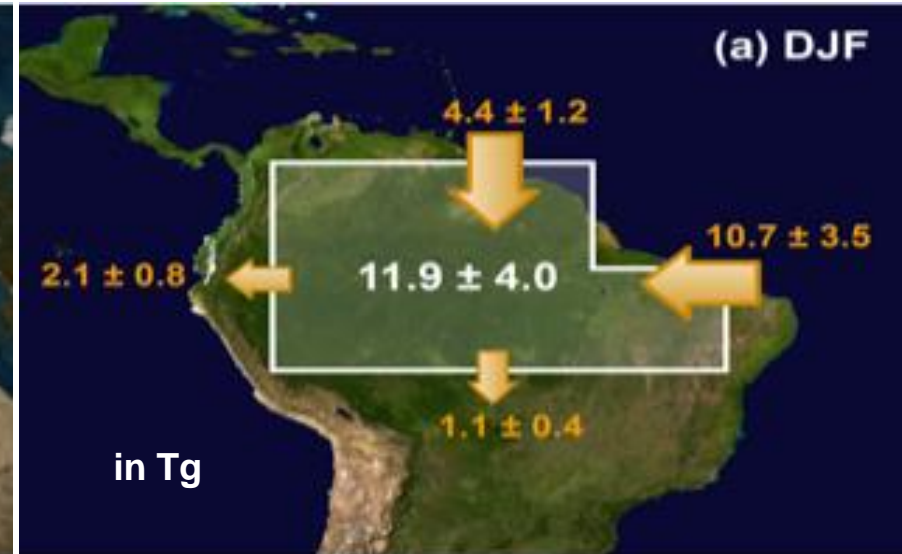 (a) DJF
4.4 ± 1.2
10.7 ± 3.5
2.1 ± 0.8
11.9 ± 4.0
1.1 ± 0.4
in Tg